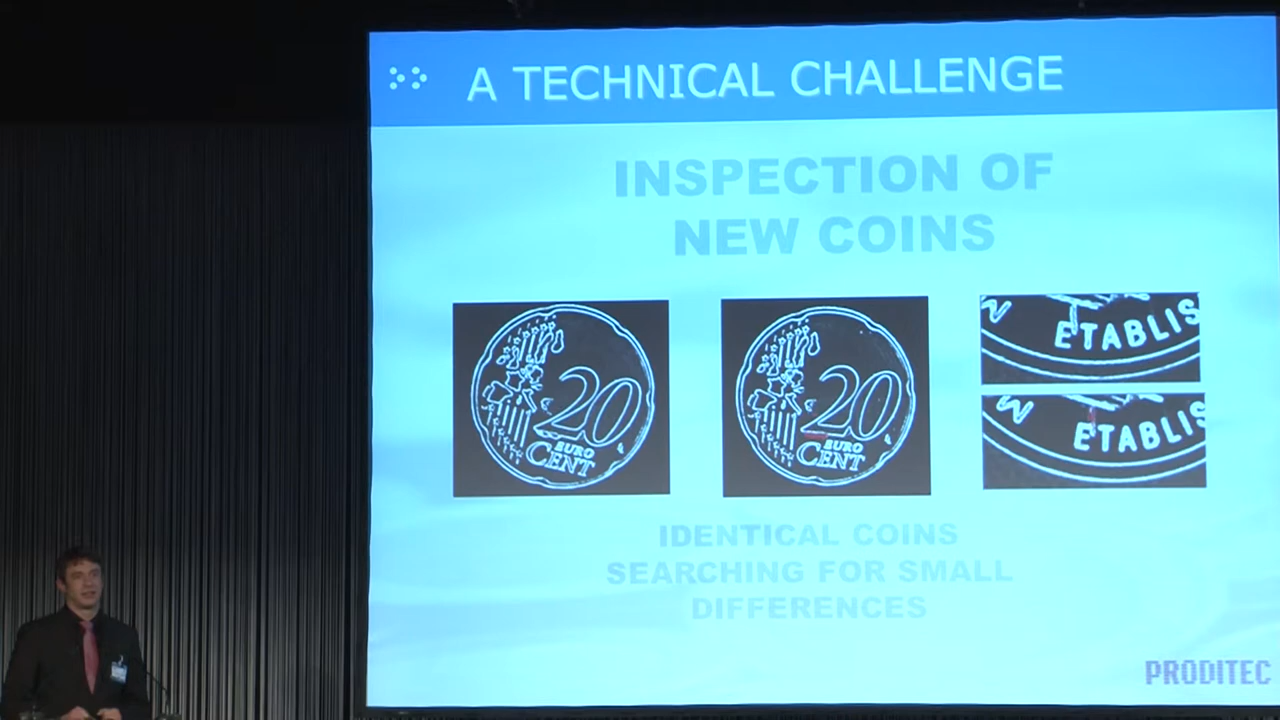 A TECHNICAL CHALLENGE
INSPECTION OF
NEW COINS
20
EURO
CENT
20
EURO
CENT
ETABLIS
ETABLIS
IDENTICAL COINS
SEARCHING FOR SMALL
DIFFERENCES
PRODITEC